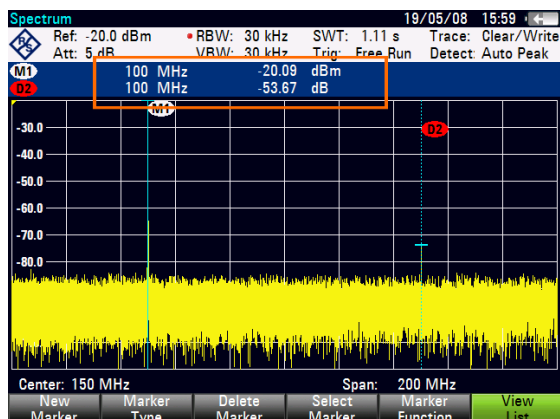 Spectrum 19/05/08 15:59
Ref: -20.0 dBm • RBW: 30 kHz SWT: 1.11 s Trace: Clear/Write
Att: 5 dB VBW: 30 kHz Trig: Free Run Detect: Auto Peak
M1 100 MHz -20.09 dBm
D2 100 MHz -53.67 dB
M1
D2
-30.0
-40.0
-50.0
-60.0
-70.0
-80.0
Center: 150 MHz Span: 200 MHz
New Marker Delete Select Marker View
Marker Type Marker Marker Function List